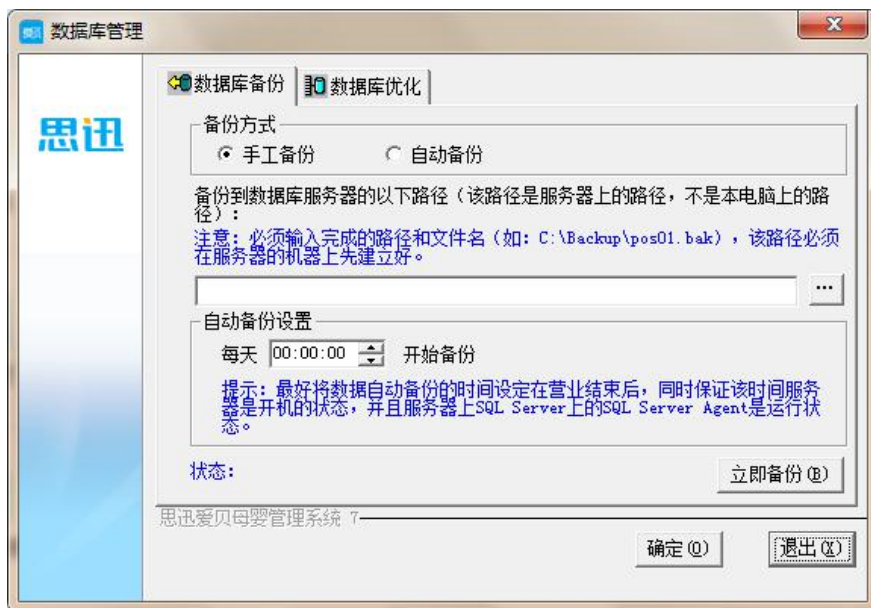 数据库管理
思迅
数据库备份
数据库优化
备份方式
手工备份
自动备份
备份到数据库服务器的以下路径（该路径是服务器上的路径，不是本电脑上的路
径）：
注意：必须输入完成的路径和文件名（如：C:\Backup\pos01.bak），该路径必须
在服务器的机器上先建立好。
...
自动备份设置
每天 00:00:00 开始备份
提示：最好将数据自动备份的时间设定在营业结束后，同时保证该时间服务
器是开机的状态，并且服务器上SQL Server上的SQL Server Agent是运行状
态。
状态：
立即备份(B)
思迅爱贝母婴管理系统 7
确定(O)
退出(X)